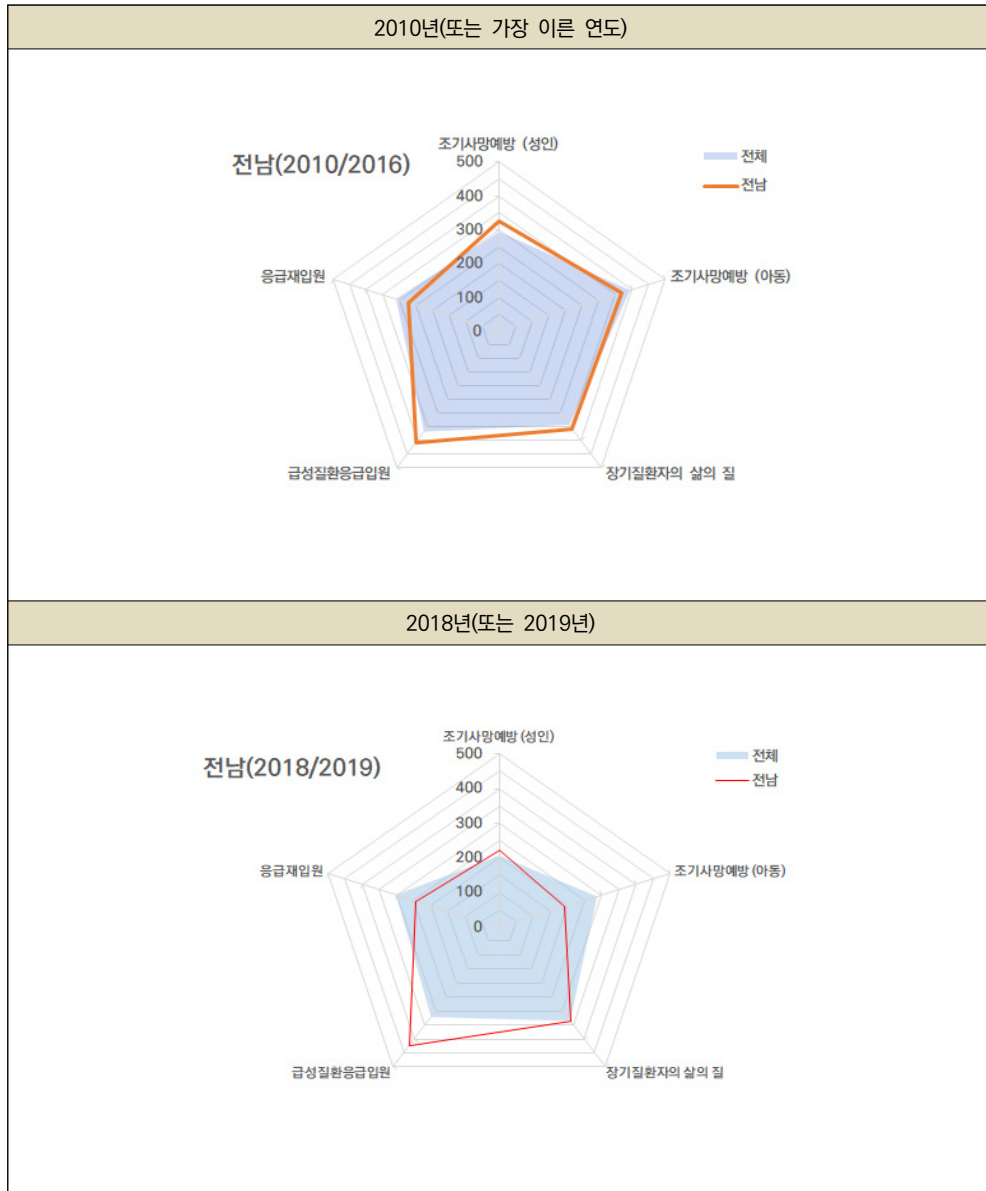 2010년(또는 가장 이른 연도)
전남(2010/2016)
조기사망예방 (성인)
전체
전남
500
400
300
200
100
0
응급재입원
조기사망예방 (아동)
급성질환응급입원
장기질환자의 삶의 질
2018년(또는 2019년)
전남(2018/2019)
조기사망예방(성인)
전체
전남
500
400
300
200
100
0
응급재입원
조기사망예방(아동)
급성질환응급입원
장기질환자의 삶의 질